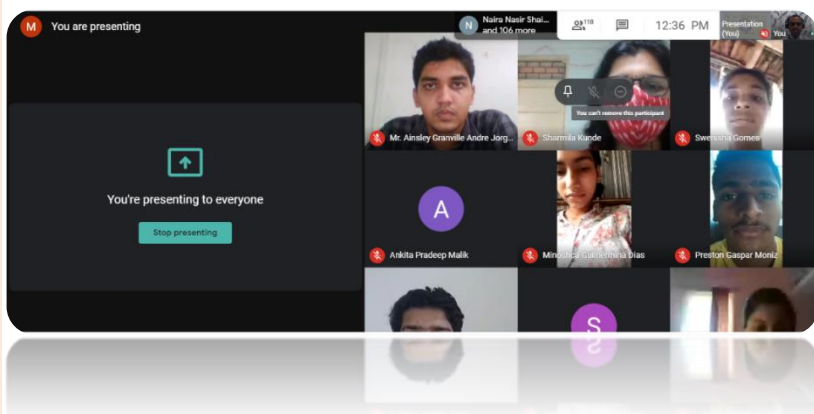 M You are presenting
N Naira Nasir Shai...
and 106 more
118
12:36 PM
Presentation
(You)
You
You can't remove this participant
Mr. Ainsley Granville Andre Jorg...
Sharmila Kunde
Gomes
You're presenting to everyone
Stop presenting
A
Ankita Pradeep Malik
Dias
Preston Gaspar Moniz
S